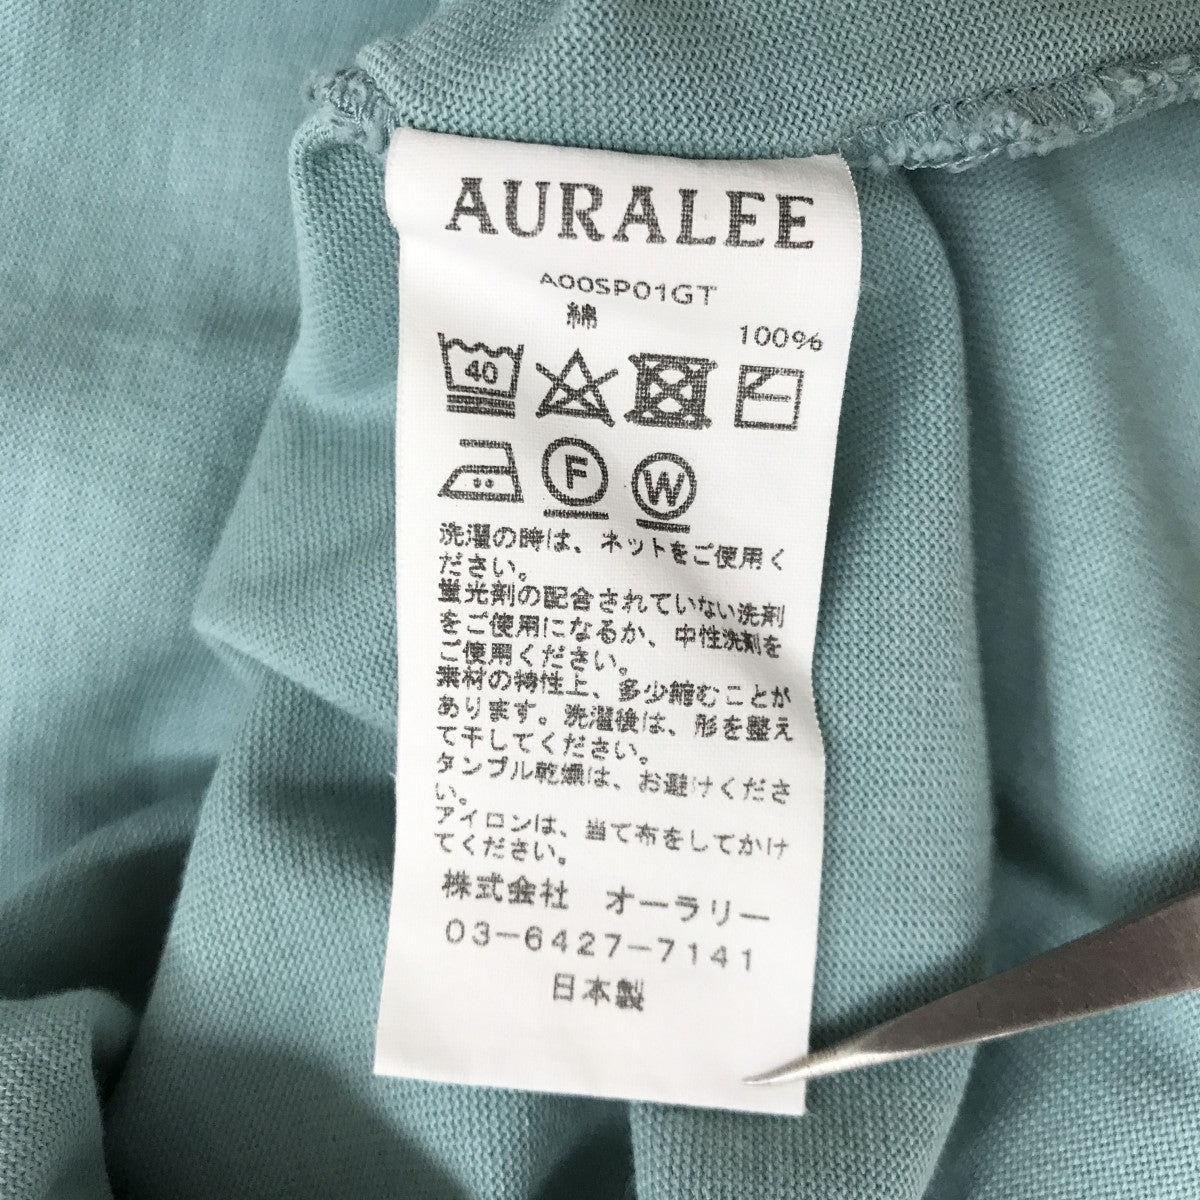 AURALEE
A00SP01GT
綿 100%
40
F W
洗濯の時は、ネットをご使用く
ださい。
蛍光剤の配合されていない洗剤
をご使用になるか、中性洗剤を
ご使用ください。
素材の特性上、多少縮むことが
あります。洗濯後は、形を整え
て干してください。
タンブル乾燥は、お避けくださ
い。
アイロンは、当て布をしてかけ
てください。
株式会社 オーラリー
03-6427-7141
日本製